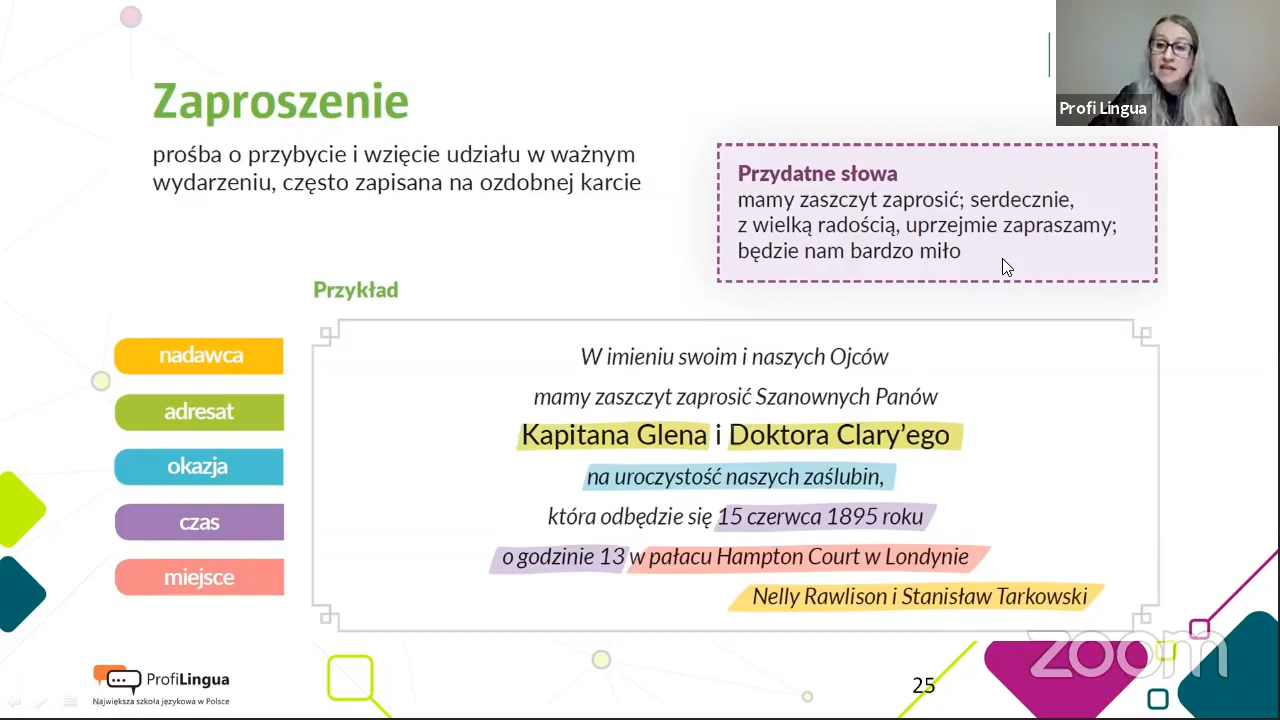 Zaproszenie
prośba o przybycie i wzięcie udziału w ważnym
wydarzeniu, często zapisana na ozdobnej karcie
Profi Lingua
Przydatne słowa
mamy zaszczyt zaprosić; serdecznie,
z wielką radością, uprzejmie zapraszamy;
będzie nam bardzo miło
Przykład
nadawca
adresat
okazja
czas
miejsce
W imieniu swoim i naszych Ojców
mamy zaszczyt zaprosić Szanownych Panów
Kapitana Glena i Doktora Clary’ego
na uroczystość naszych zaślubin,
która odbędzie się 15 czerwca 1895 roku
o godzinie 13 w pałacu Hampton Court w Londynie
Nelly Rawlison i Stanisław Tarkowski
ProfiLingua
Największa szkoła językowa w Polsce
25
zoom